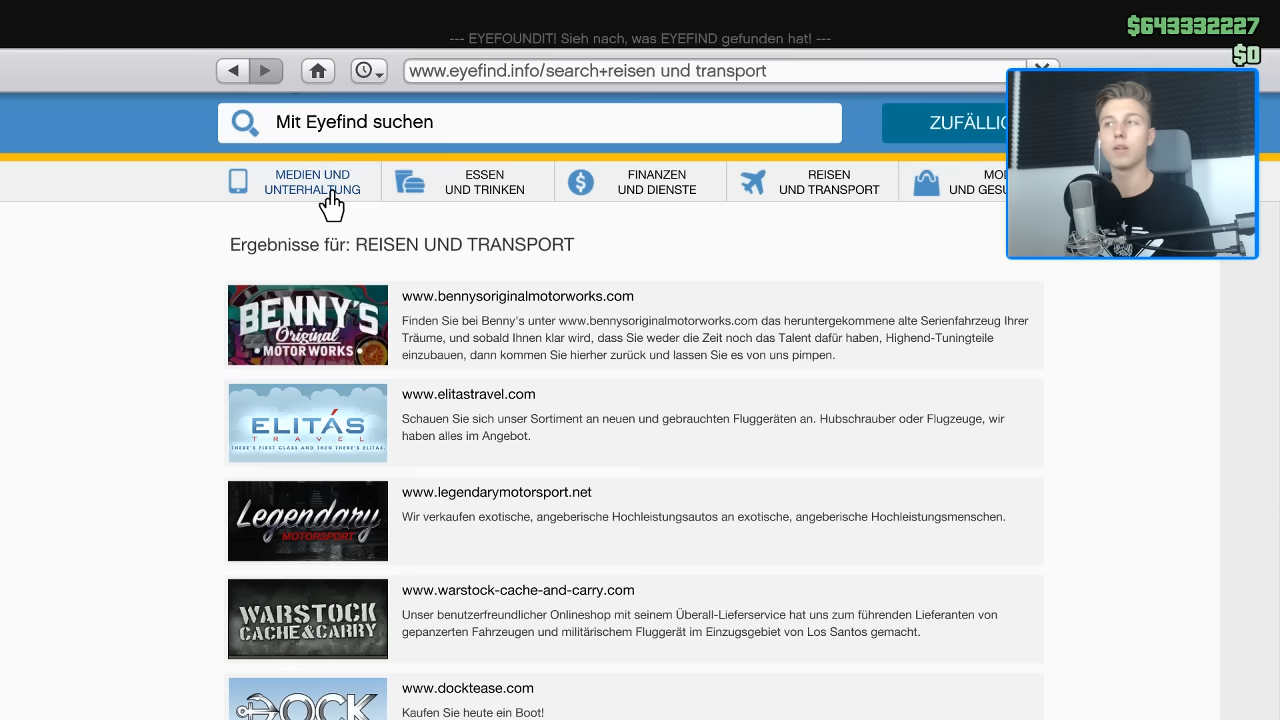 $643332227
--- EYEFOUNDIT! Sieh nach, was EYEFIND gefunden hat! ---
$0
www.eyefind.info/search+reisen und transport
Mit Eyefind suchen
MEDIEN UND
UNTERHALTUNG
ESSEN
UND TRINKEN
FINANZEN
UND DIENSTE
REISEN
UND TRANSPORT
Ergebnisse für: REISEN UND TRANSPORT
BENNY'S
Original
MOTOR WORKS
www.bennysoriginalmotorworks.com
Finden Sie bei Benny's unter www.bennysoriginalmotorworks.com das heruntergekommene alte Serienfahrzeug Ihrer
Träume, und sobald Ihnen klar wird, dass Sie weder die Zeit noch das Talent dafür haben, Highend-Tuningteile
einzubauen, dann kommen Sie hierher zurück und lassen Sie es von uns pimpen.
ELITÁS
TRAVEL
THERE'S FIRST CLASS AND THEN THERE'S ELITAS.
www.elitastravel.com
Schauen Sie sich unser Sortiment an neuen und gebrauchten Fluggeräten an. Hubschrauber oder Flugzeuge, wir
haben alles im Angebot.
Legendary
MOTORSPORT
www.legendarymotorsport.net
Wir verkaufen exotische, angeberische Hochleistungsautos an exotische, angeberische Hochleistungsmenschen.
WARSTOCK
CACHE & CARRY
www.warstock-cache-and-carry.com
Unser benutzerfreundlicher Onlineshop mit seinem Überall-Lieferservice hat uns zum führenden Lieferanten von
gepanzerten Fahrzeugen und militärischem Fluggerät im Einzugsgebiet von Los Santos gemacht.
DOCK
www.docktease.com
Kaufen Sie heute ein Boot!